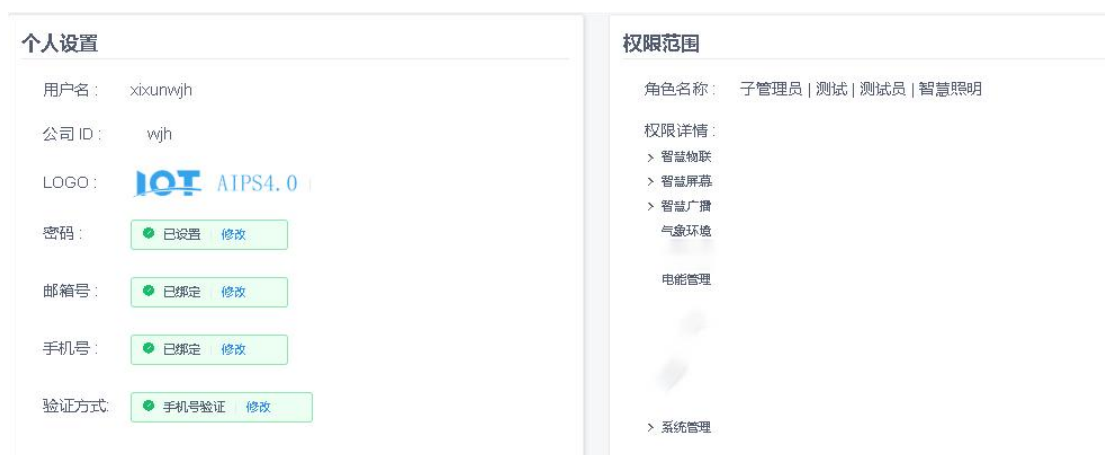 个人设置
用户名： xixunwjh
公司 ID： wjh
LOGO： IOT AIPS4.0
密码： 已设置 修改
邮箱号： 已绑定 修改
手机号： 已绑定 修改
验证方式: 手机号验证 修改
权限范围
角色名称： 子管理员 | 测试 | 测试员 | 智慧照明
权限详情：
> 智慧物联
> 智慧屏幕
> 智慧广播
气象环境
电能管理
> 系统管理